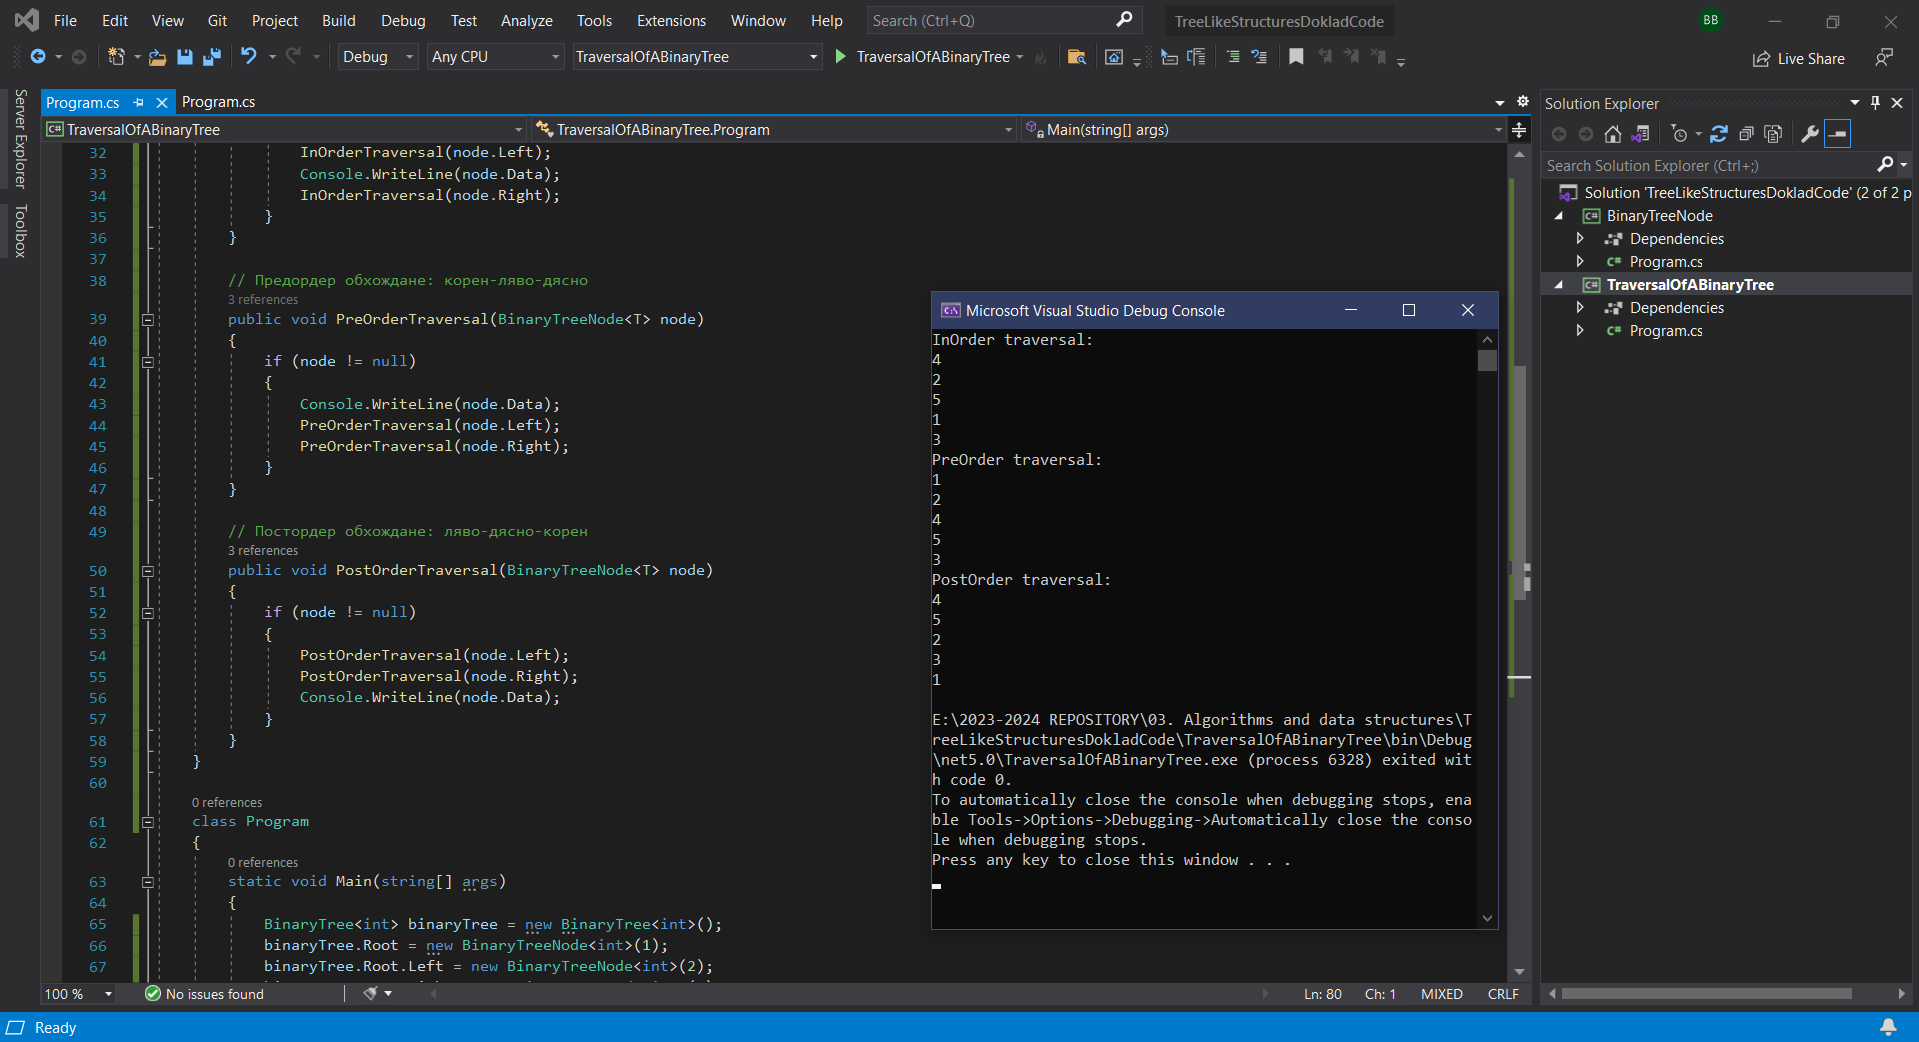 File Edit View Git Project Build Debug Test Analyze Tools Extensions Window Help Search (Ctrl+Q) TreeLikeStructuresDokladCode BB
Debug Any CPU TraversalOfABinaryTree TraversalOfABinaryTree Live Share
Server Explorer
Toolbox
Program.cs Program.cs
TraversalOfABinaryTree TraversalOfABinaryTree.Program Main(string[] args)
32 InOrderTraversal(node.Left);
33 Console.WriteLine(node.Data);
34 InOrderTraversal(node.Right);
35 }
36 }
37
38 // Предордер обхождане: корен-ляво-дясно
3 references
39 public void PreOrderTraversal(BinaryTreeNode<T> node)
40 {
41 if (node != null)
42 {
43 Console.WriteLine(node.Data);
44 PreOrderTraversal(node.Left);
45 PreOrderTraversal(node.Right);
46 }
47 }
48
49 // Постордер обхождане: ляво-дясно-корен
3 references
50 public void PostOrderTraversal(BinaryTreeNode<T> node)
51 {
52 if (node != null)
53 {
54 PostOrderTraversal(node.Left);
55 PostOrderTraversal(node.Right);
56 Console.WriteLine(node.Data);
57 }
58 }
59 }
60
0 references
61 class Program
62 {
0 references
63 static void Main(string[] args)
64 {
65 BinaryTree<int> binaryTree = new BinaryTree<int>();
66 binaryTree.Root = new BinaryTreeNode<int>(1);
67 binaryTree.Root.Left = new BinaryTreeNode<int>(2);
Microsoft Visual Studio Debug Console
InOrder traversal:
4
2
5
1
3
PreOrder traversal:
1
2
4
5
3
PostOrder traversal:
4
5
2
3
1
E:\2023-2024 REPOSITORY\03. Algorithms and data structures\T
reeLikeStructuresDokladCode\TraversalOfABinaryTree\bin\Debug
\net5.0\TraversalOfABinaryTree.exe (process 6328) exited wit
h code 0.
To automatically close the console when debugging stops, ena
ble Tools->Options->Debugging->Automatically close the conso
le when debugging stops.
Press any key to close this window . . .
Solution Explorer
Search Solution Explorer (Ctrl+;)
Solution 'TreeLikeStructuresDokladCode' (2 of 2 p
C# BinaryTreeNode
Dependencies
C# Program.cs
C# TraversalOfABinaryTree
Dependencies
C# Program.cs
100 % No issues found Ln: 80 Ch: 1 MIXED CRLF
Ready